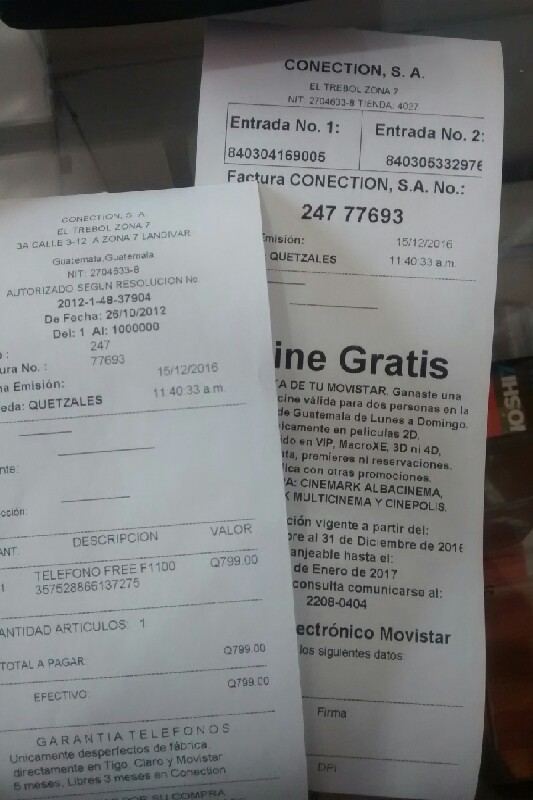 CONECTION, S. A.
EL TREBOL ZONA 7
3A CALLE 3-12 A ZONA 7 LANDIVAR
Guatemala,Guatemala
NIT: 2704633-8
AUTORIZADO SEGUN RESOLUCION No.
2012-1-48-37904
De Fecha: 26/10/2012
Del: 1 Al: 1000000
247
ura No. : 77693
Emisión: 15/12/2016
eda: QUETZALES 11:40:33 a.m.
nte:
cción:
ANT. DESCRIPCION VALOR
1 TELEFONO FREE F1100 Q799.00
357528866137275
ANTIDAD ARTICULOS: 1
TOTAL A PAGAR: Q799.00
EFECTIVO: Q799.00
GARANTIA TELEFONOS
Unicamente desperfectos de fábrica,
directamente en Tigo, Claro y Movistar
6 meses, Libres 3 meses en Conection
POR SU COMPRA
CONECTION, S. A.
EL TREBOL ZONA 7
NIT: 2704633-8 TIENDA: 4027
Entrada No. 1: Entrada No. 2:
840304169005 840305332976
Factura CONECTION, S.A. No.:
247 77693
Emisión: 15/12/2016
QUETZALES 11:40:33 a.m.
ine Gratis
A DE TU MOVISTAR. Ganaste una
cine válida para dos personas en la
de Guatemala de Lunes a Domingo.
icamente en películas 2D,
ido en VIP, MacroXE, 3D ni 4D,
ta, premieres ni reservaciones.
lica con otras promociones.
PA: CINEMARK ALBACINEMA,
K MULTICINEMA Y CINEPOLIS.
ción vigente a partir del:
bre al 31 de Diciembre de 2016
anjeable hasta el:
de Enero de 2017
consulta comunicarse al:
2208-0404
ectrónico Movistar
los siguientes datos:
Firma
DPI
IOSHI